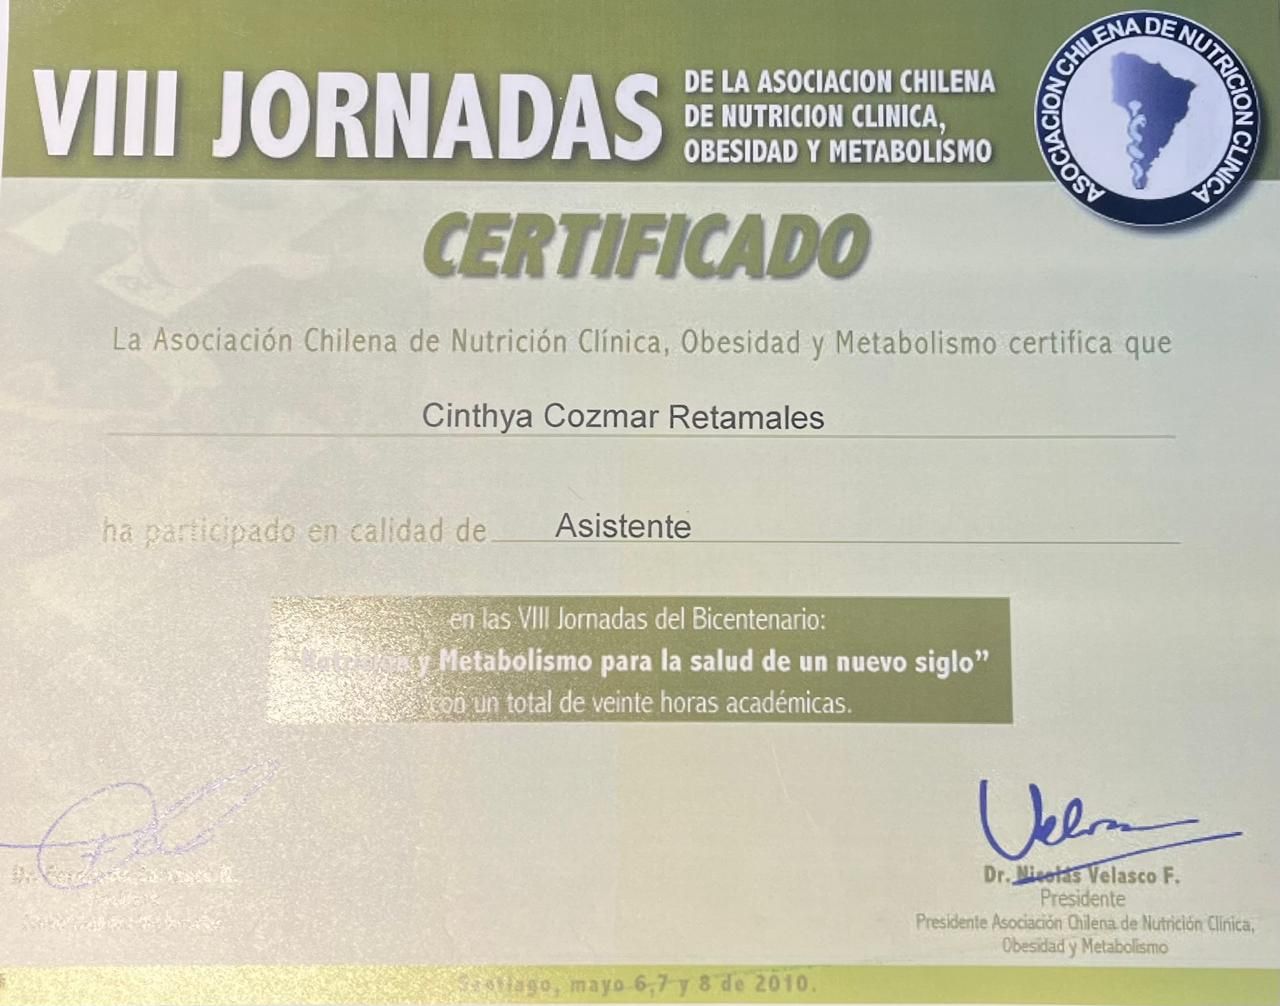 VIII JORNADAS
DE LA ASOCIACION CHILENA
DE NUTRICION CLINICA,
OBESIDAD Y METABOLISMO
ASOCIACION CHILENA DE NUTRICION CLINICA
CERTIFICADO
La Asociación Chilena de Nutrición Clínica, Obesidad y Metabolismo certifica que
Cinthya Cozmar Retamales
ha participado en calidad de Asistente
en las VIII Jornadas del Bicentenario:
y Metabolismo para la salud de un nuevo siglo”
con un total de veinte horas académicas.
Dr. Nicolás Velasco F.
Presidente
Presidente Asociación Chilena de Nutrición Clínica,
Obesidad y Metabolismo
Santiago, mayo 6,7 y 8 de 2010.